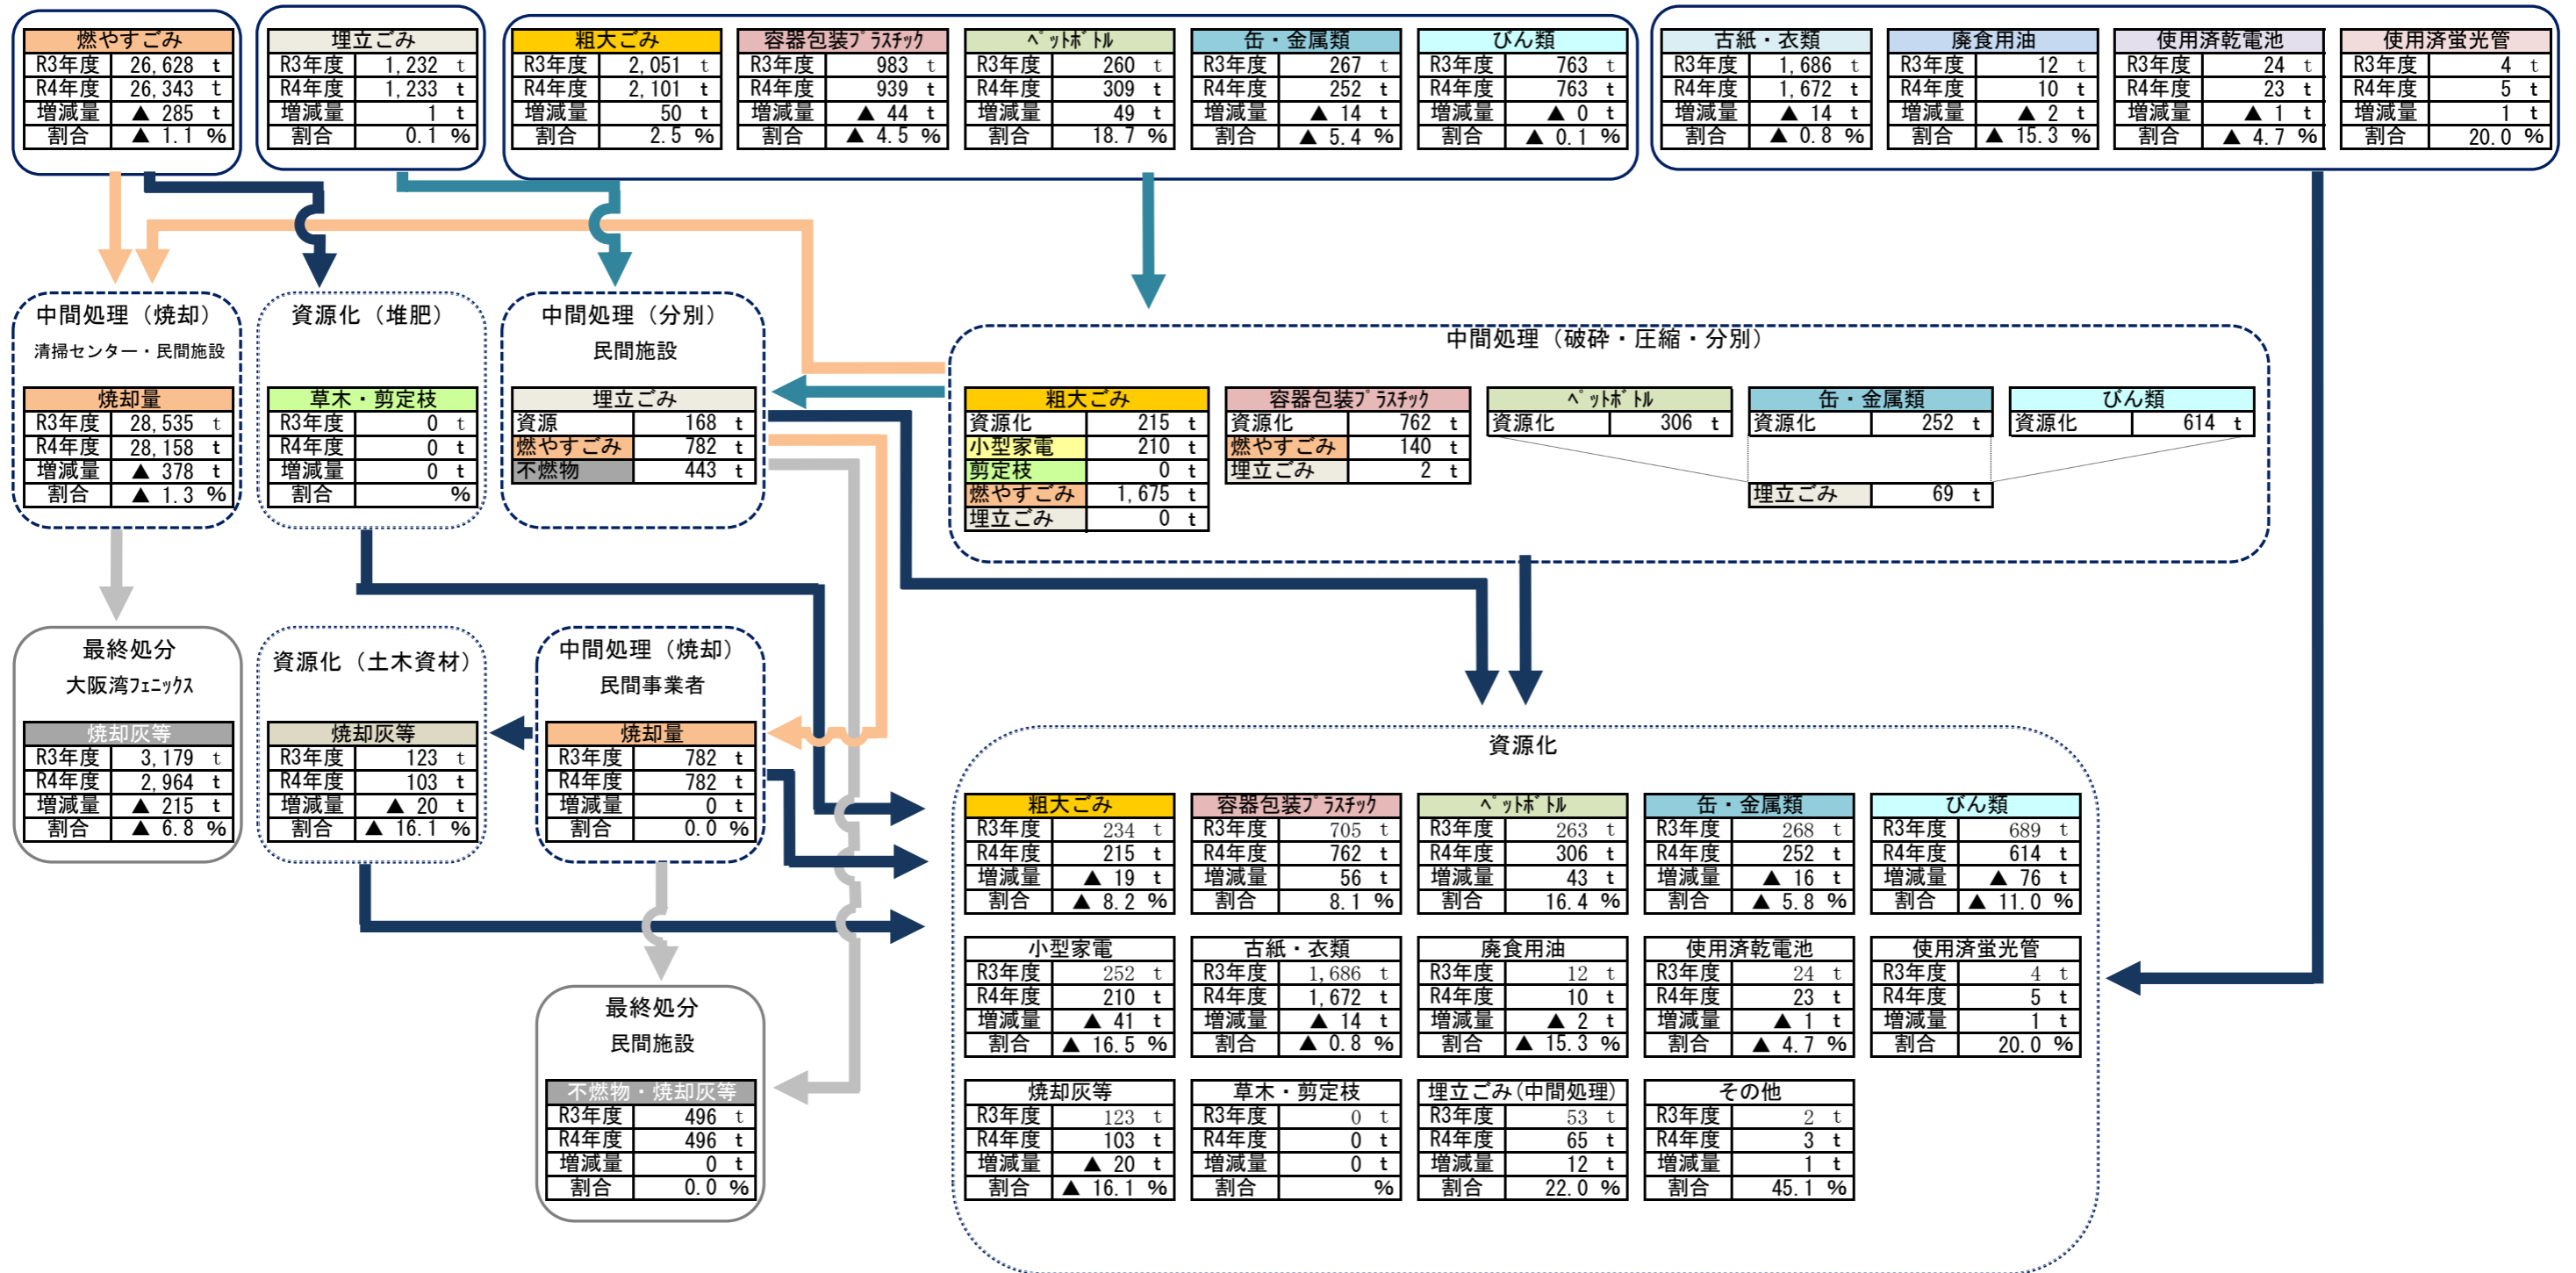 燃やすごみ
R3年度 26,628 t
R4年度 26,343 t
増減量 ▲ 285 t
割合 ▲ 1.1 %
埋立ごみ
R3年度 1,232 t
R4年度 1,233 t
増減量 1 t
割合 0.1 %
粗大ごみ
R3年度 2,051 t
R4年度 2,101 t
増減量 50 t
割合 2.5 %
容器包装プラスチック
R3年度 983 t
R4年度 939 t
増減量 ▲ 44 t
割合 ▲ 4.5 %
ペットボトル
R3年度 260 t
R4年度 309 t
増減量 49 t
割合 18.7 %
缶・金属類
R3年度 267 t
R4年度 252 t
増減量 ▲ 14 t
割合 ▲ 5.4 %
びん類
R3年度 763 t
R4年度 763 t
増減量 ▲ 0 t
割合 ▲ 0.1 %
古紙・衣類
R3年度 1,686 t
R4年度 1,672 t
増減量 ▲ 14 t
割合 ▲ 0.8 %
廃食用油
R3年度 12 t
R4年度 10 t
増減量 ▲ 2 t
割合 ▲ 15.3 %
使用済乾電池
R3年度 24 t
R4年度 23 t
増減量 ▲ 1 t
割合 ▲ 4.7 %
使用済蛍光管
R3年度 4 t
R4年度 5 t
増減量 1 t
割合 20.0 %
中間処理（焼却）
清掃センター・民間施設
焼却量
R3年度 28,535 t
R4年度 28,158 t
増減量 ▲ 378 t
割合 ▲ 1.3 %
資源化（堆肥）
草木・剪定枝
R3年度 0 t
R4年度 0 t
増減量 0 t
割合 %
中間処理（分別）
民間施設
埋立ごみ
資源 168 t
燃やすごみ 782 t
不燃物 443 t
中間処理（破砕・圧縮・分別）
粗大ごみ
資源化 215 t
小型家電 210 t
剪定枝 0 t
燃やすごみ 1,675 t
埋立ごみ 0 t
容器包装プラスチック
資源化 762 t
燃やすごみ 140 t
埋立ごみ 2 t
ペットボトル
資源化 306 t
缶・金属類
資源化 252 t
びん類
資源化 614 t
埋立ごみ 69 t
最終処分
大阪湾フェニックス
焼却灰等
R3年度 3,179 t
R4年度 2,964 t
増減量 ▲ 215 t
割合 ▲ 6.8 %
資源化（土木資材）
焼却灰等
R3年度 123 t
R4年度 103 t
増減量 ▲ 20 t
割合 ▲ 16.1 %
中間処理（焼却）
民間事業者
焼却量
R3年度 782 t
R4年度 782 t
増減量 0 t
割合 0.0 %
最終処分
民間施設
不燃物・焼却灰等
R3年度 496 t
R4年度 496 t
増減量 0 t
割合 0.0 %
資源化
粗大ごみ
R3年度 234 t
R4年度 215 t
増減量 ▲ 19 t
割合 ▲ 8.2 %
容器包装プラスチック
R3年度 705 t
R4年度 762 t
増減量 56 t
割合 8.1 %
ペットボトル
R3年度 263 t
R4年度 306 t
増減量 43 t
割合 16.4 %
缶・金属類
R3年度 268 t
R4年度 252 t
増減量 ▲ 16 t
割合 ▲ 5.8 %
びん類
R3年度 689 t
R4年度 614 t
増減量 ▲ 76 t
割合 ▲ 11.0 %
小型家電
R3年度 252 t
R4年度 210 t
増減量 ▲ 41 t
割合 ▲ 16.5 %
古紙・衣類
R3年度 1,686 t
R4年度 1,672 t
増減量 ▲ 14 t
割合 ▲ 0.8 %
廃食用油
R3年度 12 t
R4年度 10 t
増減量 ▲ 2 t
割合 ▲ 15.3 %
使用済乾電池
R3年度 24 t
R4年度 23 t
増減量 ▲ 1 t
割合 ▲ 4.7 %
使用済蛍光管
R3年度 4 t
R4年度 5 t
増減量 1 t
割合 20.0 %
焼却灰等
R3年度 123 t
R4年度 103 t
増減量 ▲ 20 t
割合 ▲ 16.1 %
草木・剪定枝
R3年度 0 t
R4年度 0 t
増減量 0 t
割合 %
埋立ごみ(中間処理)
R3年度 53 t
R4年度 65 t
増減量 12 t
割合 22.0 %
その他
R3年度 2 t
R4年度 3 t
増減量 1 t
割合 45.1 %